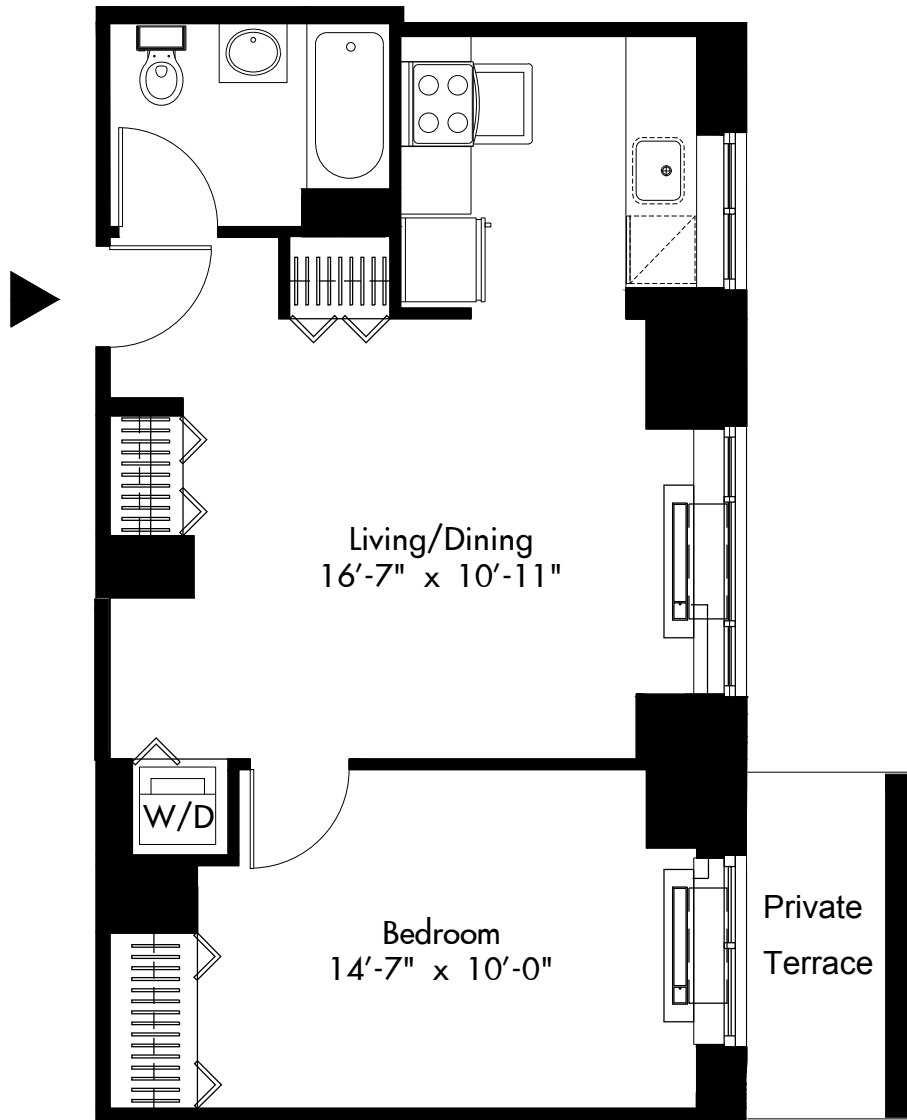 Living/Dining
16′-7" x 10′-11"
W/D
Bedroom
14′-7" x 10′-0"
Private
Terrace